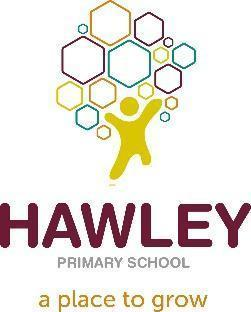 HAWLEY
PRIMARY SCHOOL
a place to grow